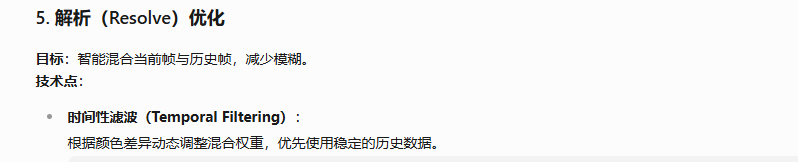 5. 解析（Resolve）优化
目标：智能混合当前帧与历史帧，减少模糊。
技术点：
• 时间性滤波（Temporal Filtering）：
根据颜色差异动态调整混合权重，优先使用稳定的历史数据。